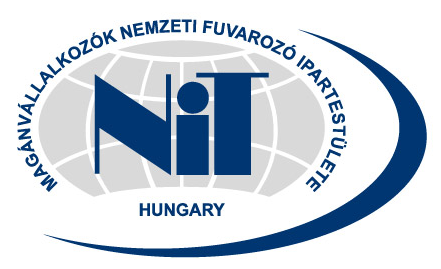 MAGÁNVÁLLALKOZÓK NEMZETI FUVAROZÓ IPARTESTÜLETE
NiT
HUNGARY